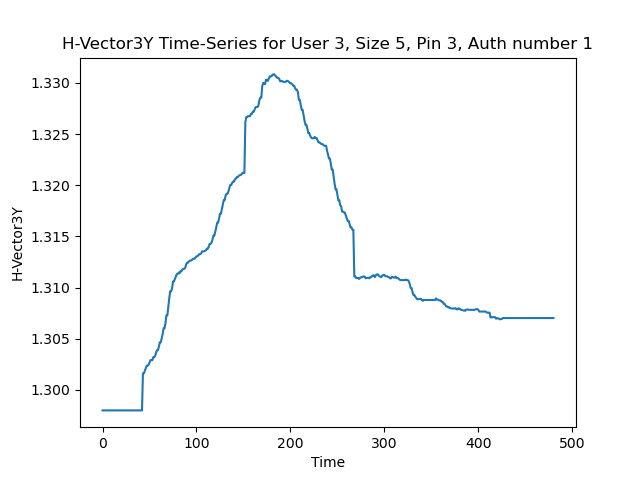 H-Vector3Y Time-Series for User 3, Size 5, Pin 3, Auth number 1
1.330
1.325
1.320
1.315
1.310
1.305
1.300
H-Vector3Y
0 100 200 300 400 500
Time